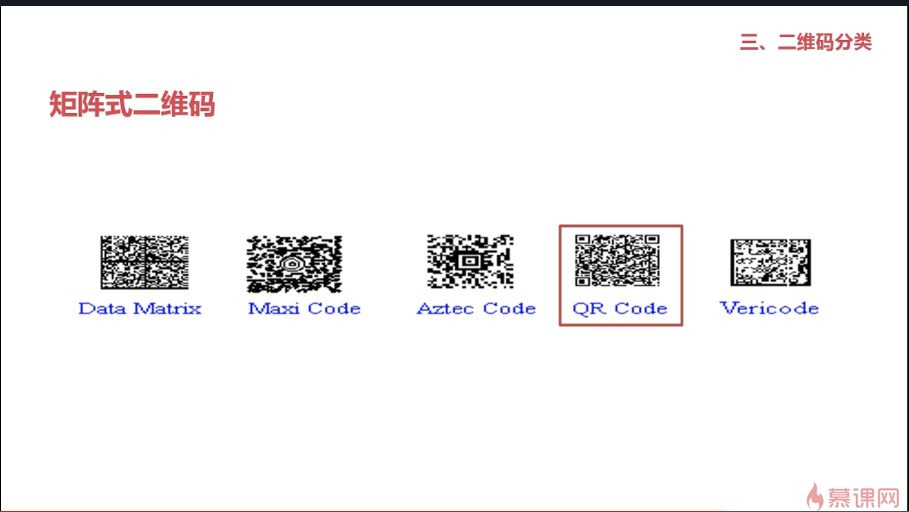 三、二维码分类
矩阵式二维码
Data Matrix
Maxi Code
Aztec Code
QR Code
Vericode
慕课网